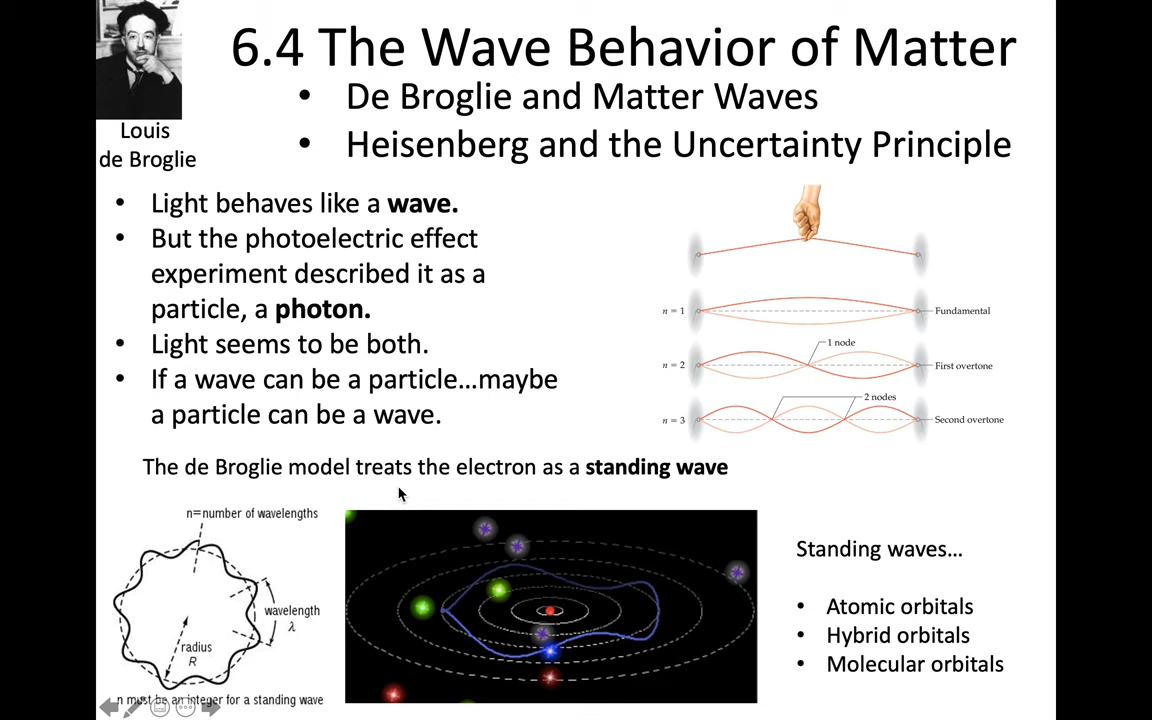 6.4 The Wave Behavior of Matter
• De Broglie and Matter Waves
• Heisenberg and the Uncertainty Principle
Louis
de Broglie
• Light behaves like a wave.
• But the photoelectric effect
experiment described it as a
particle, a photon.
• Light seems to be both.
• If a wave can be a particle…maybe
a particle can be a wave.
n = 1
Fundamental
1 node
n = 2
First overtone
2 nodes
n = 3
Second overtone
The de Broglie model treats the electron as a standing wave
n=number of wavelengths
wavelength
λ
radius
R
n must be an integer for a standing wave
Standing waves…
• Atomic orbitals
• Hybrid orbitals
• Molecular orbitals